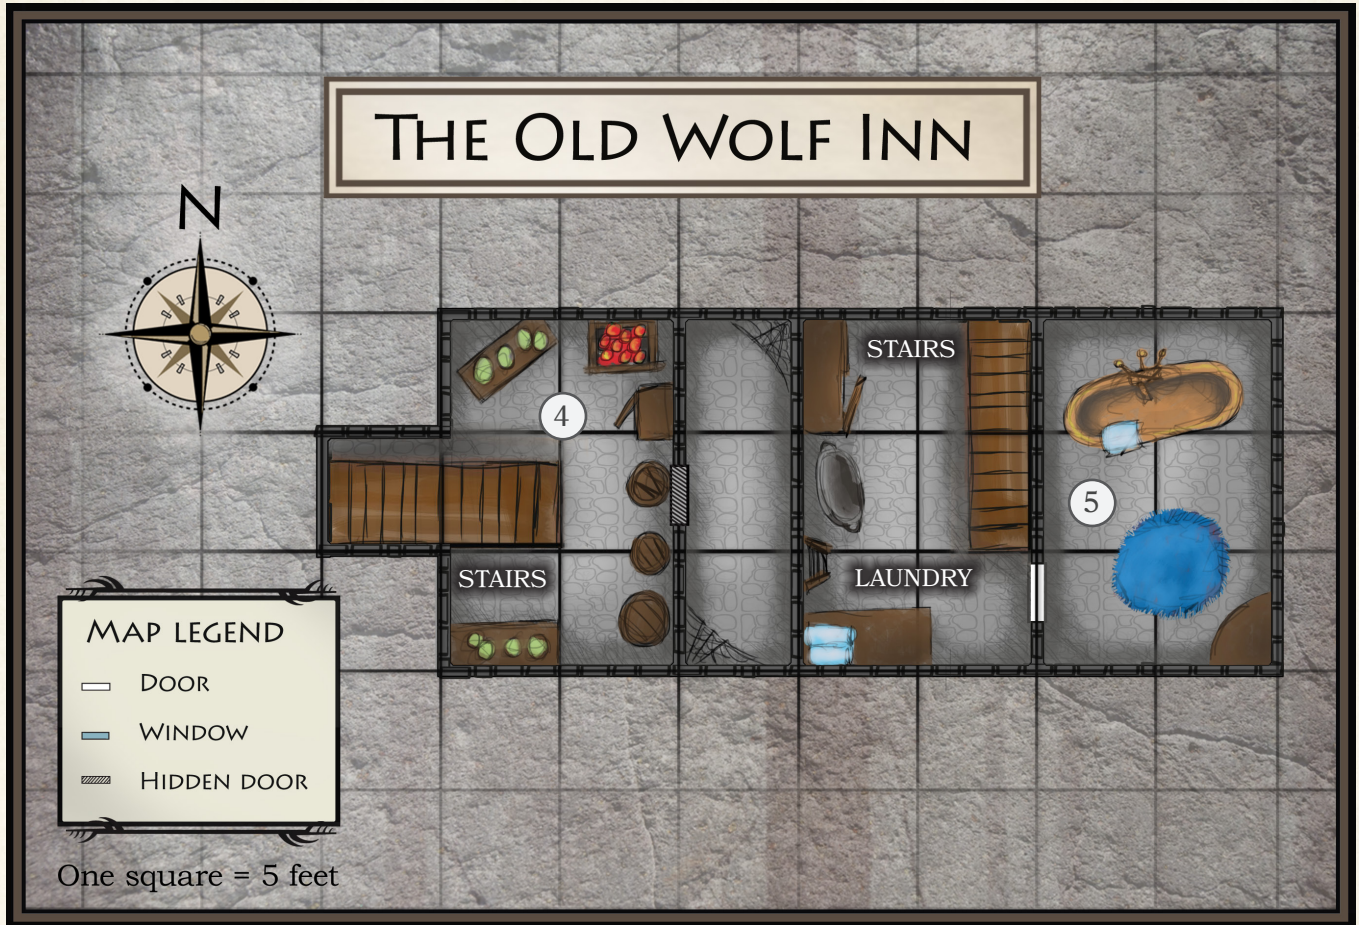 THE OLD WOLF INN
N
STAIRS
4
5
STAIRS
LAUNDRY
MAP LEGEND
DOOR
WINDOW
HIDDEN DOOR
One square = 5 feet